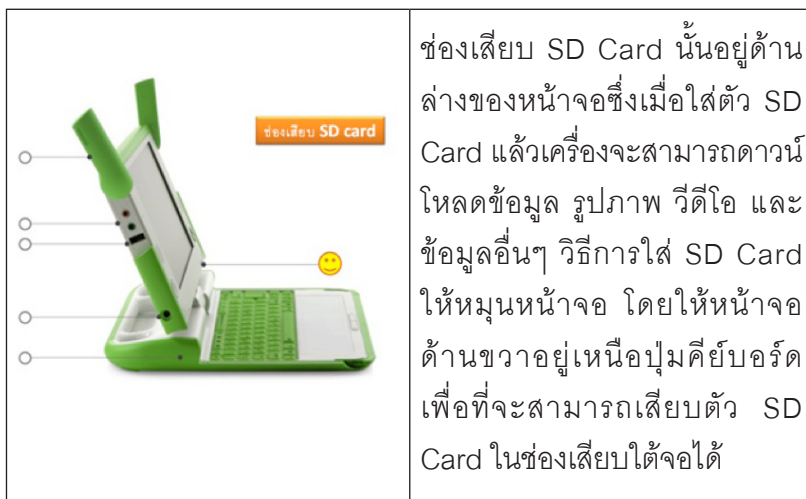 ช่องเสียบ SD card
ช่องเสียบ SD Card นั้นอยู่ด้าน
ล่างของหน้าจอซึ่งเมื่อใส่ตัว SD
Card แล้วเครื่องจะสามารถดาวน์
โหลดข้อมูล รูปภาพ วีดีโอ และ
ข้อมูลอื่นๆ วิธีการใส่ SD Card
ให้หมุนหน้าจอ โดยให้หน้าจอ
ด้านขวาอยู่เหนือปุ่มคีย์บอร์ด
เพื่อที่จะสามารถเสียบตัว SD
Card ในช่องเสียบใต้จอได้